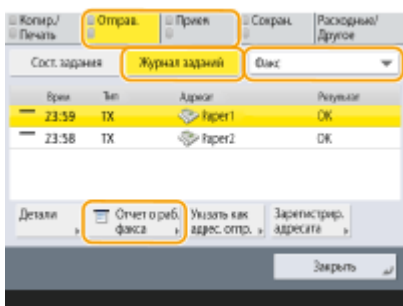 Копир./
Печать
Отправ.
Прием
Сохран.
Расходные/
Другое
Сост. задания
Журнал заданий
Факс
Врем. Тип Адресат Результат
23:59 TX Paper1 OK
23:58 TX Paper2 OK
Детали
Отчет о раб.
факса
Указать как
адрес. отпр.
Зарегистрир.
адресата
Закрыть